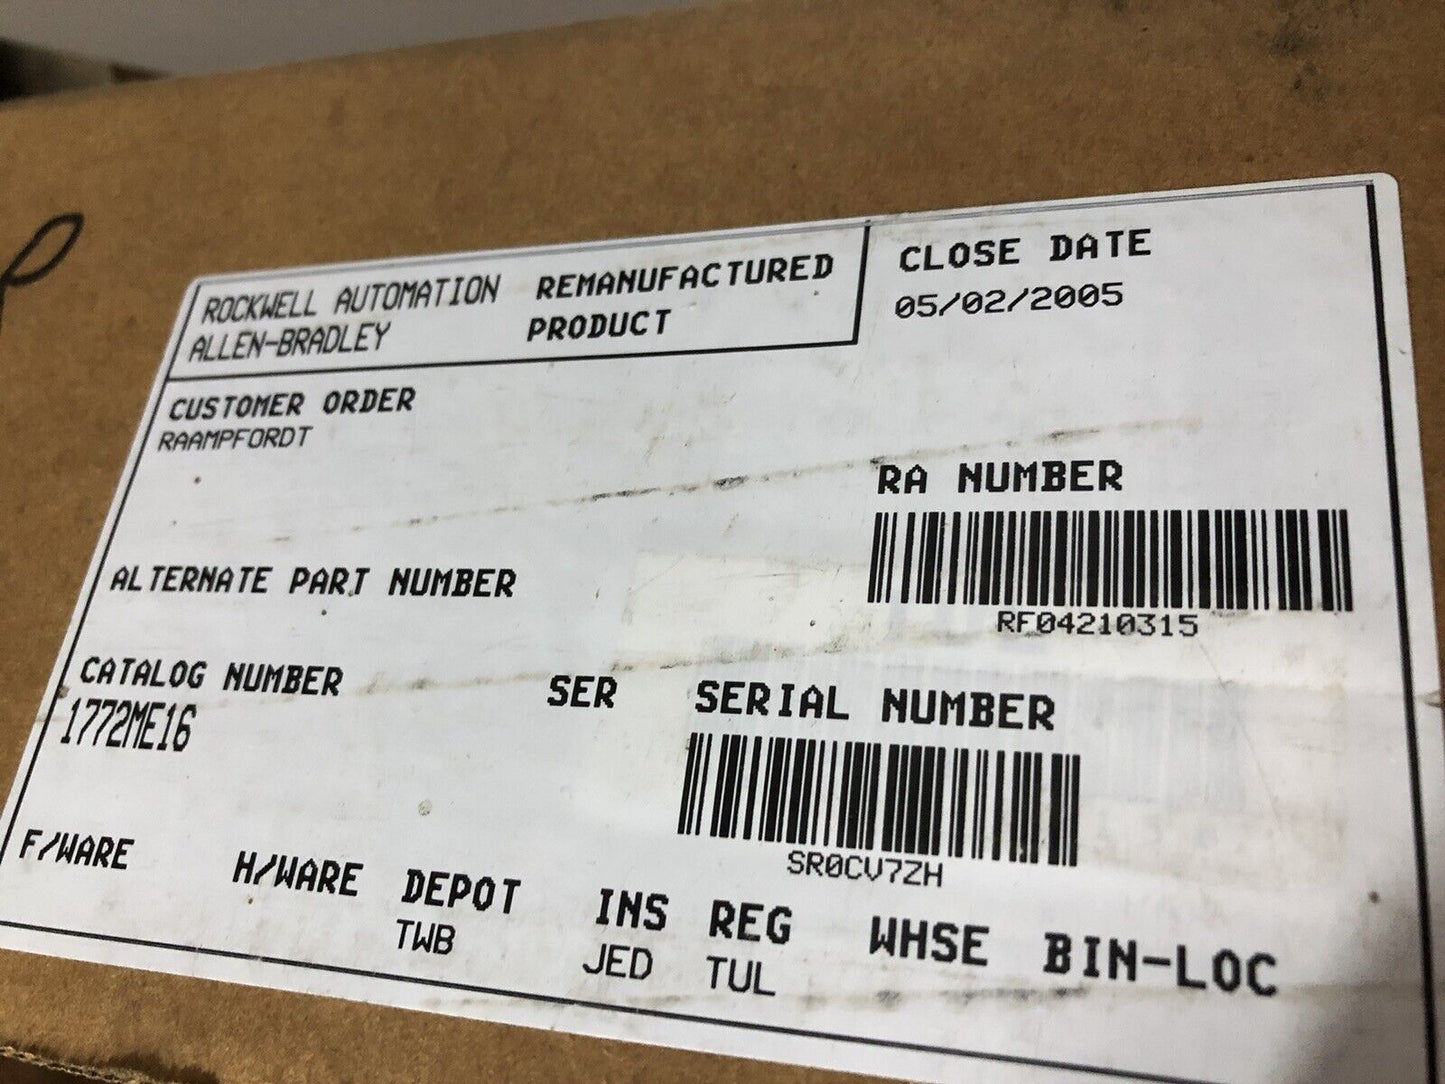 ROCKWELL AUTOMATION REMANUFACTURED
ALLEN-BRADLEY PRODUCT
CLOSE DATE
05/02/2005
CUSTOMER ORDER
RAAMPFORDT
RA NUMBER
RF04210315
ALTERNATE PART NUMBER
CATALOG NUMBER SER SERIAL NUMBER
1772ME16
SR0CV7ZH
F/WARE H/WARE DEPOT INS REG WHSE BIN-LOC
TWB JED TUL